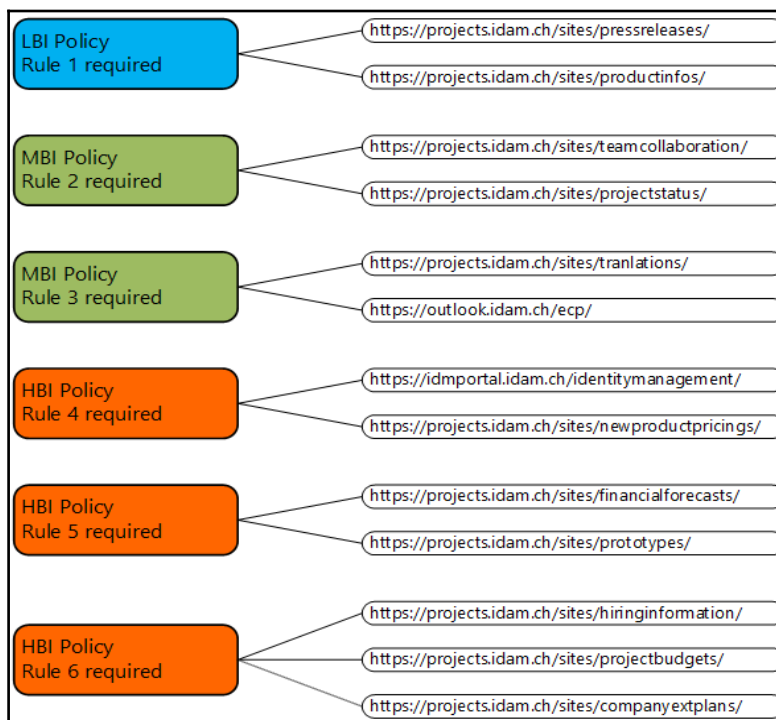 LBI Policy
Rule 1 required
https://projects.idam.ch/sites/pressreleases/
https://projects.idam.ch/sites/productinfos/
MBI Policy
Rule 2 required
https://projects.idam.ch/sites/teamcollaboration/
https://projects.idam.ch/sites/projectstatus/
MBI Policy
Rule 3 required
https://projects.idam.ch/sites/tranlations/
https://outlook.idam.ch/ecp/
HBI Policy
Rule 4 required
https://idmportal.idam.ch/identitymanagement/
https://projects.idam.ch/sites/newproductpricings/
HBI Policy
Rule 5 required
https://projects.idam.ch/sites/financialforecasts/
https://projects.idam.ch/sites/prototypes/
HBI Policy
Rule 6 required
https://projects.idam.ch/sites/hiringinformation/
https://projects.idam.ch/sites/projectbudgets/
https://projects.idam.ch/sites/companyextplans/